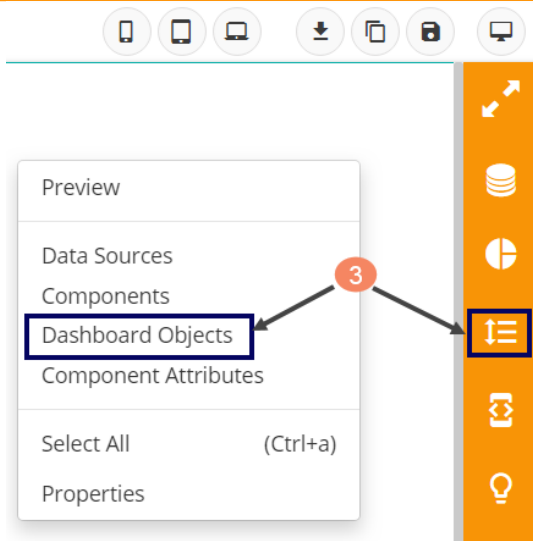 Preview
Data Sources
Components
3
Dashboard Objects
Component Attributes
Select All (Ctrl+a)
Properties